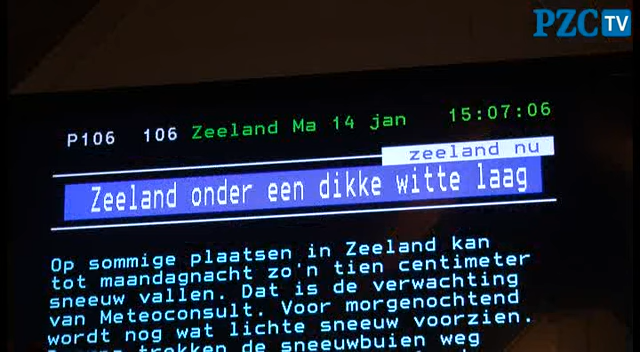 PZC TV
P106 106 Zeeland Ma 14 jan 15:07:06
zeeland nu
Zeeland onder een dikke witte laag
Op sommige plaatsen in Zeeland kan
tot maandagnacht zo'n tien centimeter
sneeuw vallen. Dat is de verwachting
van Meteoconsult. Voor morgenochtend
wordt nog wat lichte sneeuw voorzien.
trekken de sneeuwbuien weg